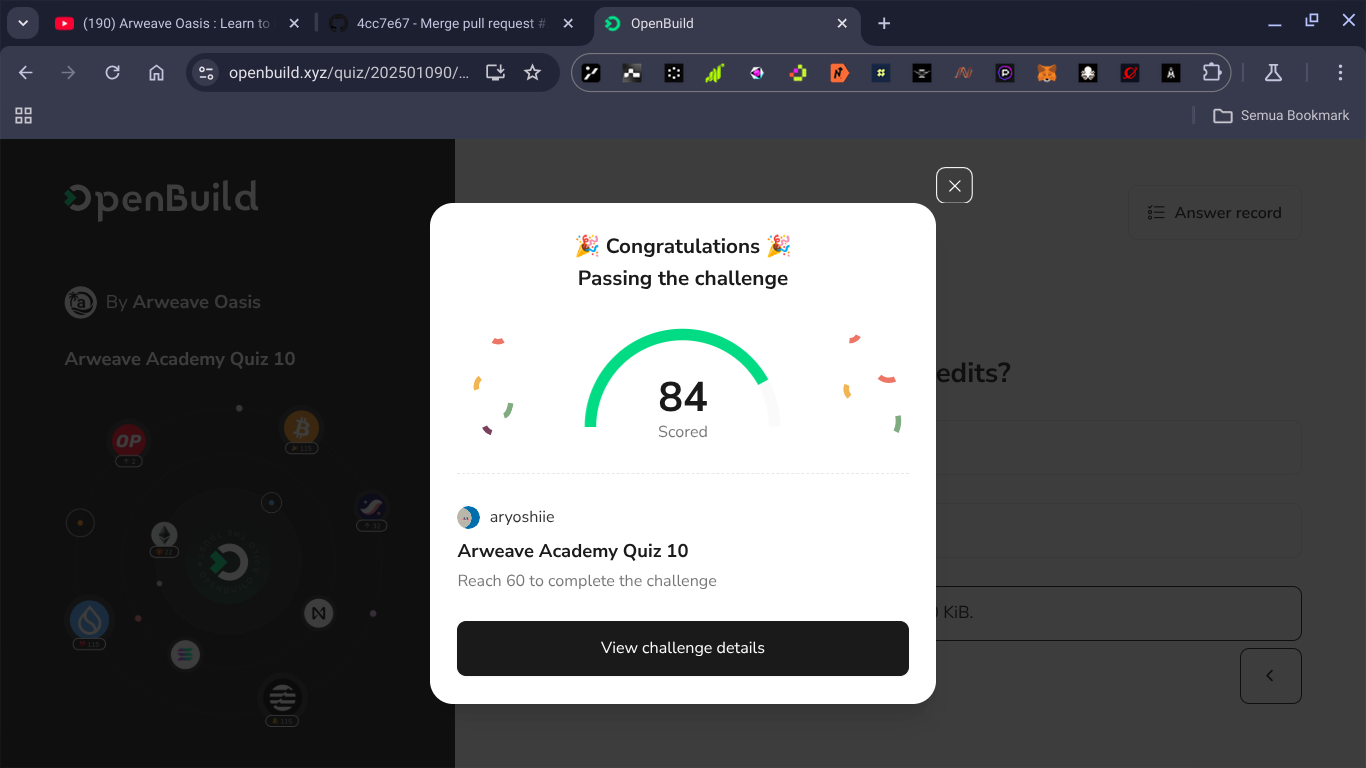 (190) Arweave Oasis : Learn to
4cc7e67 - Merge pull request #
OpenBuild
openbuild.xyz/quiz/202501090/...
Semua Bookmark
OpenBuild
Answer record
By Arweave Oasis
Arweave Academy Quiz 10
🎉 Congratulations 🎉
Passing the challenge
84
Scored
edits?
aryoshiie
Arweave Academy Quiz 10
Reach 60 to complete the challenge
KiB.
View challenge details
OP